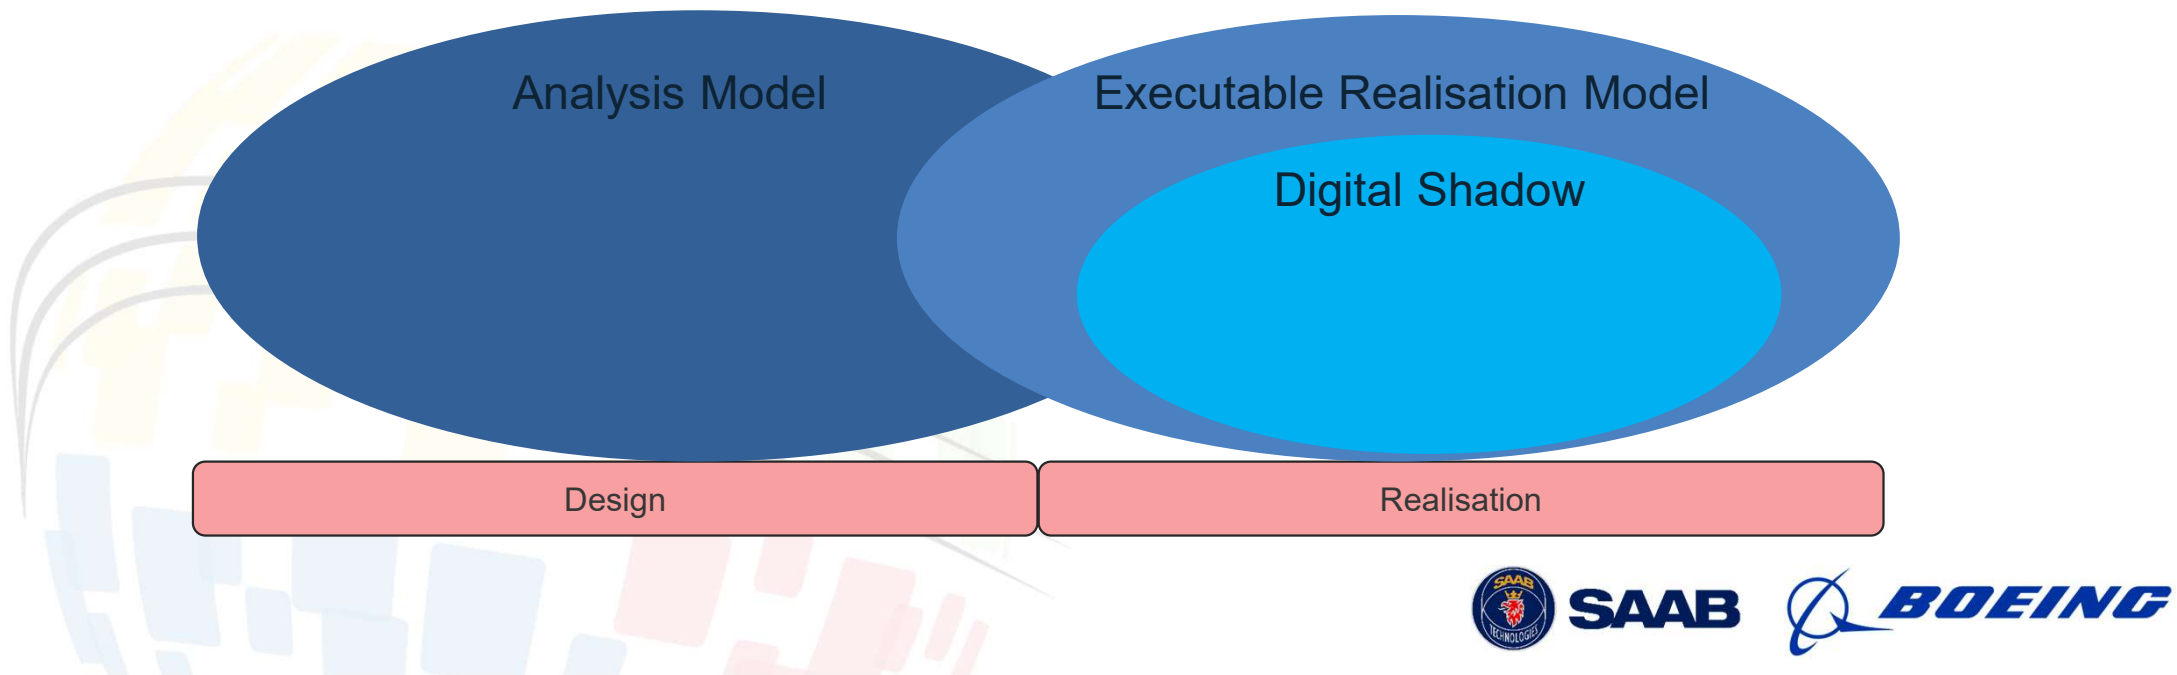 Analysis Model
Executable Realisation Model
Digital Shadow
Design
Realisation
SAAB
TECHNOLOGIES
SAAB
BOEING